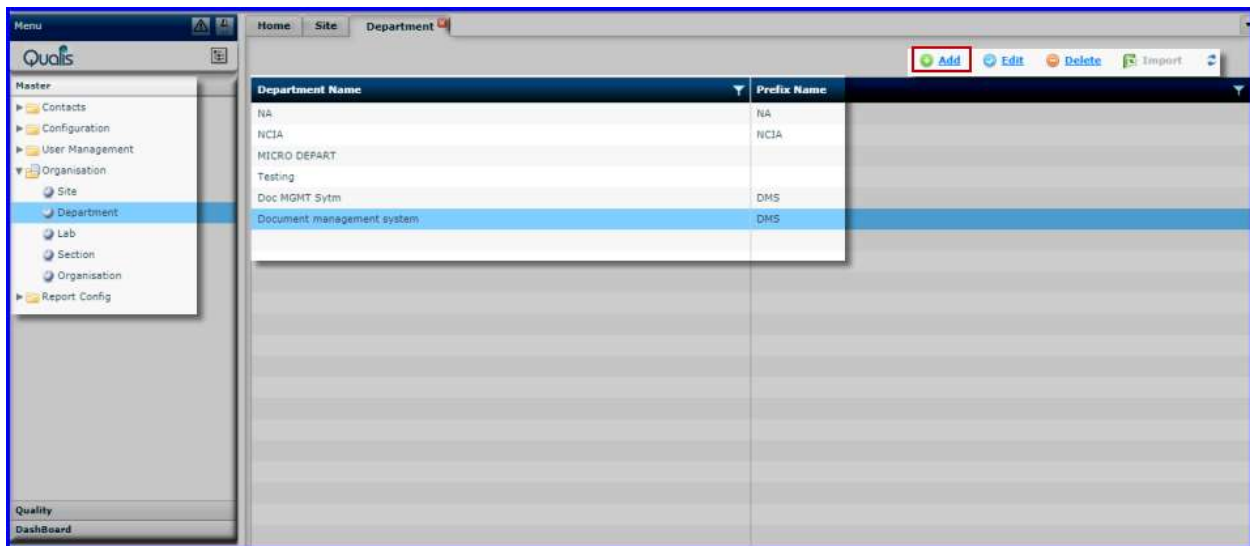 Menu
Home Site Department
Qualis
Add Edit Delete Import
Master
Contacts
Configuration
User Management
Organisation
Site
Department
Lab
Section
Organisation
Report Config
Department Name Prefix Name
NA NA
NCIA NCIA
MICRO DEPART
Testing
Doc MGMT Sytm DMS
Document management system DMS
Quality
DashBoard